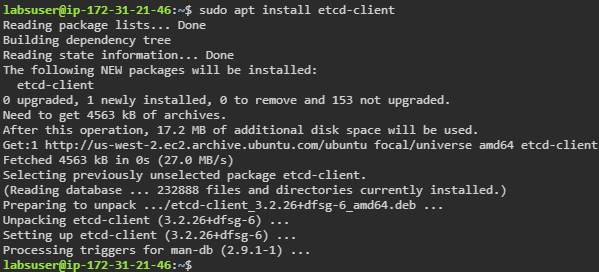 labsuser@ip-172-31-21-46:~$ sudo apt install etcd-client
Reading package lists... Done
Building dependency tree
Reading state information... Done
The following NEW packages will be installed:
  etcd-client
0 upgraded, 1 newly installed, 0 to remove and 153 not upgraded.
Need to get 4563 kB of archives.
After this operation, 17.2 MB of additional disk space will be used.
Get:1 http://us-west-2.ec2.archive.ubuntu.com/ubuntu focal/universe amd64 etcd-client
Fetched 4563 kB in 0s (27.0 MB/s)
Selecting previously unselected package etcd-client.
(Reading database ... 232888 files and directories currently installed.)
Preparing to unpack .../etcd-client_3.2.26+dfsg-6_amd64.deb ...
Unpacking etcd-client (3.2.26+dfsg-6) ...
Setting up etcd-client (3.2.26+dfsg-6) ...
Processing triggers for man-db (2.9.1-1) ...
labsuser@ip-172-31-21-46:~$